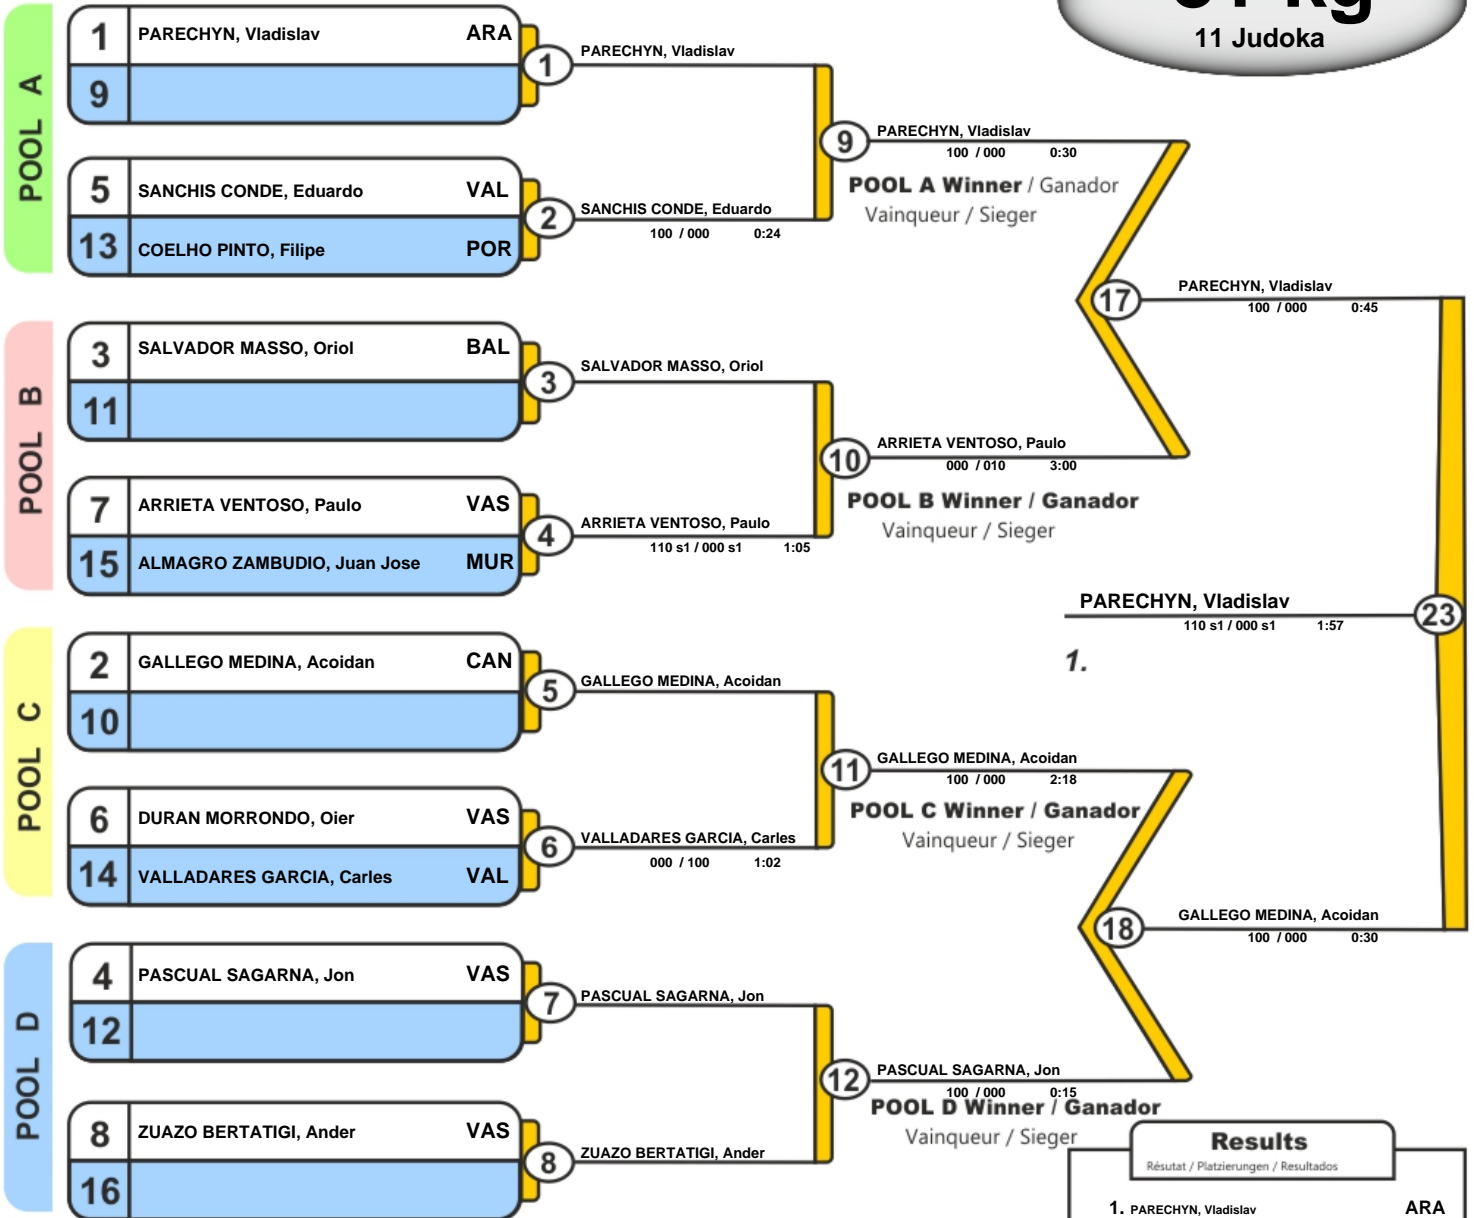 11 Judoka
POOL A
1 PARECHYN, Vladislav ARA
9
1
PARECHYN, Vladislav
5 SANCHIS CONDE, Eduardo VAL
13 COELHO PINTO, Filipe POR
2
SANCHIS CONDE, Eduardo
100 / 000 0:24
9
PARECHYN, Vladislav
100 / 000 0:30
POOL A Winner / Ganador
Vainqueur / Sieger
POOL B
3 SALVADOR MASSO, Oriol BAL
11
3
SALVADOR MASSO, Oriol
7 ARRIETA VENTOSO, Paulo VAS
15 ALMAGRO ZAMBUDIO, Juan Jose MUR
4
ARRIETA VENTOSO, Paulo
110 s1 / 000 s1 1:05
10
ARRIETA VENTOSO, Paulo
000 / 010 3:00
POOL B Winner / Ganador
Vainqueur / Sieger
17
PARECHYN, Vladislav
100 / 000 0:45
POOL C
2 GALLEGO MEDINA, Acoidan CAN
10
5
GALLEGO MEDINA, Acoidan
6 DURAN MORRONDO, Oier VAS
14 VALLADARES GARCIA, Carles VAL
6
VALLADARES GARCIA, Carles
000 / 100 1:02
11
GALLEGO MEDINA, Acoidan
100 / 000 2:18
POOL C Winner / Ganador
Vainqueur / Sieger
POOL D
4 PASCUAL SAGARNA, Jon VAS
12
7
PASCUAL SAGARNA, Jon
8 ZUAZO BERTATIGI, Ander VAS
16
8
ZUAZO BERTATIGI, Ander
12
PASCUAL SAGARNA, Jon
100 / 000 0:15
POOL D Winner / Ganador
Vainqueur / Sieger
18
GALLEGO MEDINA, Acoidan
100 / 000 0:30
23
PARECHYN, Vladislav
110 s1 / 000 s1 1:57
1.
Results
Résutat / Platzierungen / Resultados
1. PARECHYN, Vladislav ARA